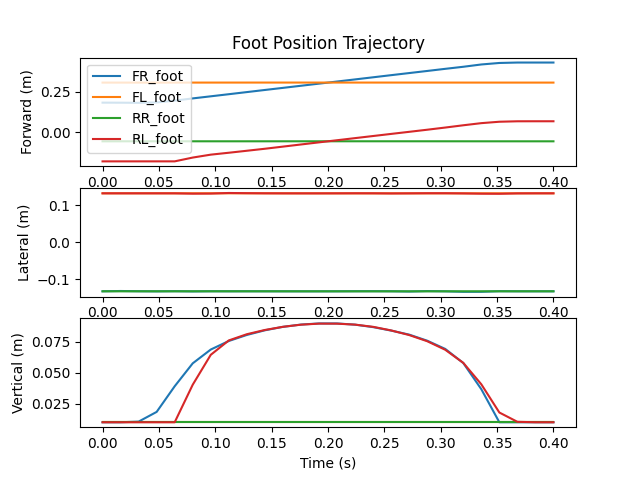 Foot Position Trajectory
Forward (m)
0.25
0.00
FR_foot
FL_foot
RR_foot
RL_foot
0.00 0.05 0.10 0.15 0.20 0.25 0.30 0.35 0.40
Lateral (m)
0.1
0.0
−0.1
0.00 0.05 0.10 0.15 0.20 0.25 0.30 0.35 0.40
Vertical (m)
0.075
0.050
0.025
0.00 0.05 0.10 0.15 0.20 0.25 0.30 0.35 0.40
Time (s)